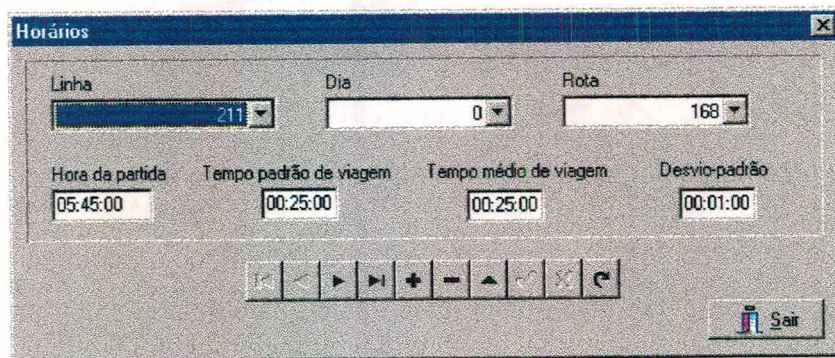 Horários
Linha Dia Rota
211 0 168
Hora da partida Tempo padrão de viagem Tempo médio de viagem Desvio-padrão
05:45:00 00:25:00 00:25:00 00:01:00
Sair